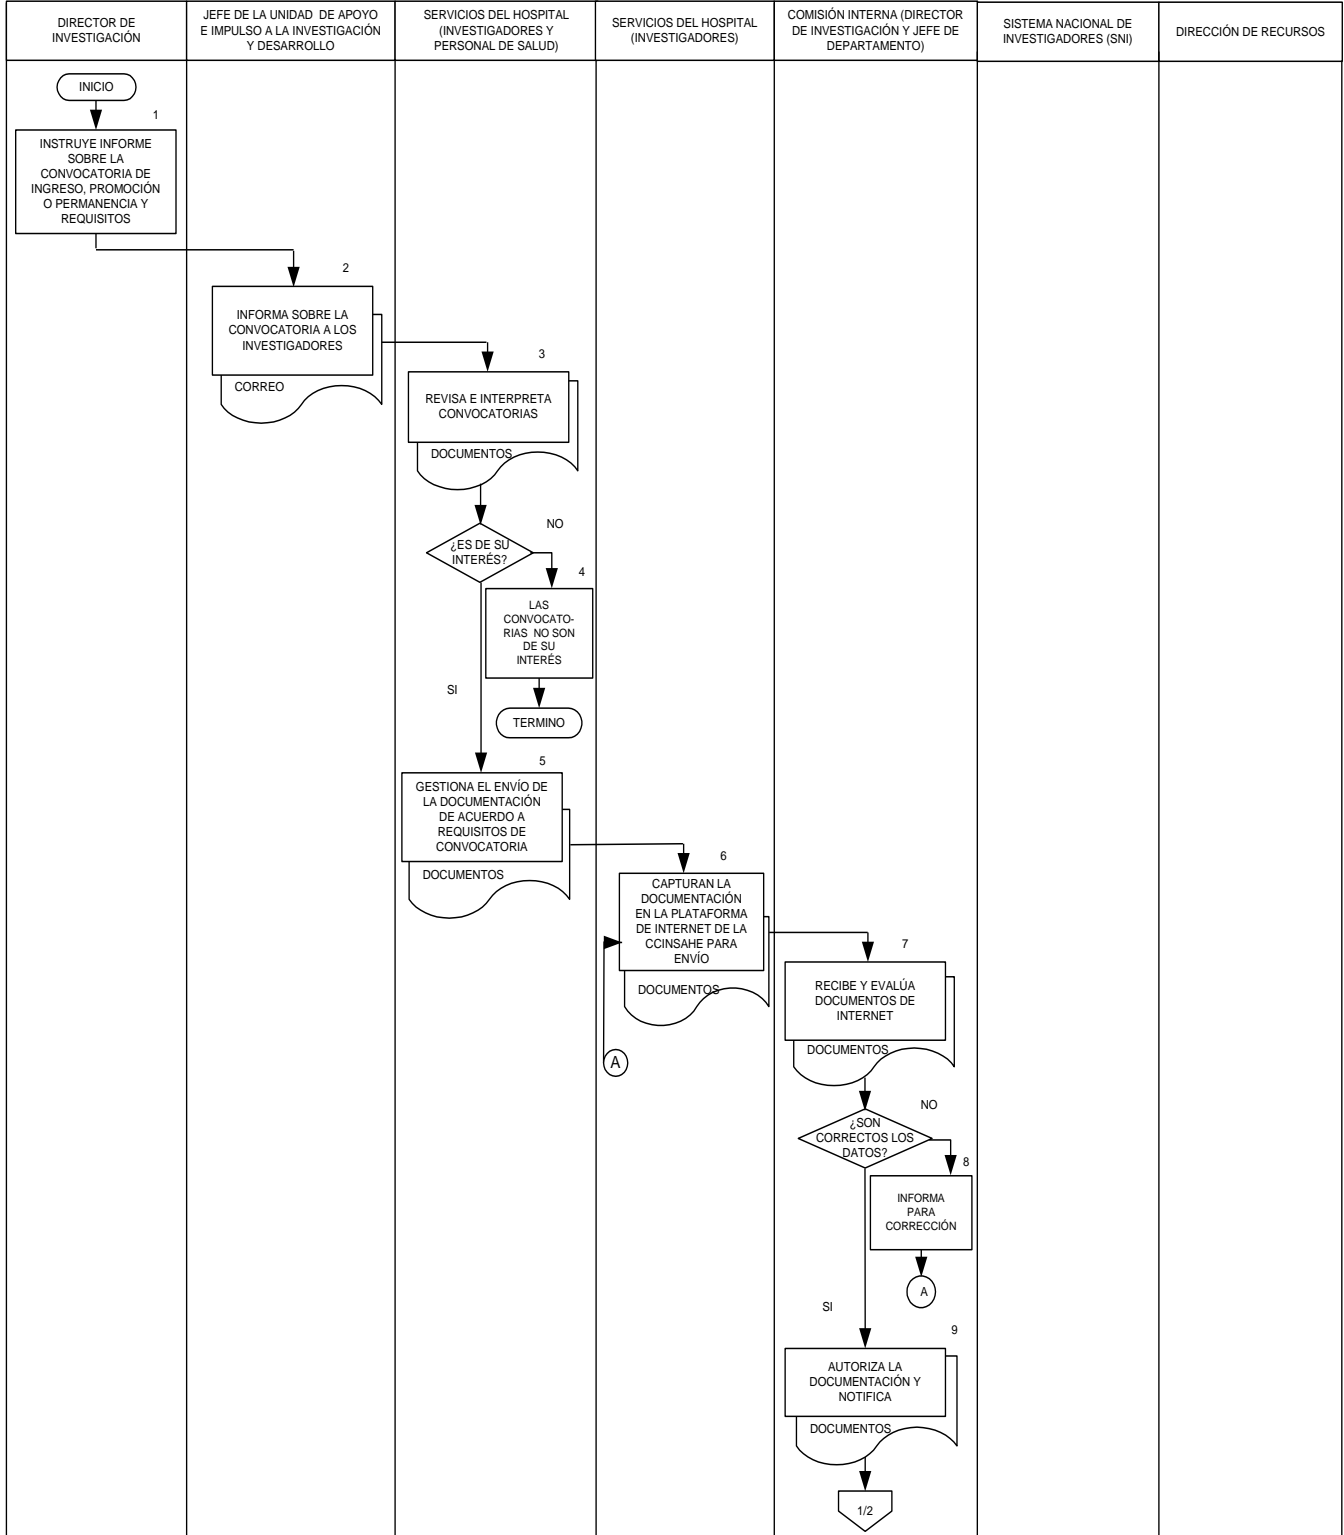 DIRECTOR DE
INVESTIGACIÓN
JEFE DE LA UNIDAD DE APOYO
E IMPULSO A LA INVESTIGACIÓN
Y DESARROLLO
SERVICIOS DEL HOSPITAL
(INVESTIGADORES Y
PERSONAL DE SALUD)
SERVICIOS DEL HOSPITAL
(INVESTIGADORES)
COMISIÓN INTERNA (DIRECTOR
DE INVESTIGACIÓN Y JEFE DE
DEPARTAMENTO)
SISTEMA NACIONAL DE
INVESTIGADORES (SNI)
DIRECCIÓN DE RECURSOS
INICIO
1
INSTRUYE INFORME
SOBRE LA
CONVOCATORIA DE
INGRESO, PROMOCIÓN
O PERMANENCIA Y
REQUISITOS
2
INFORMA SOBRE LA
CONVOCATORIA A LOS
INVESTIGADORES
CORREO
3
REVISA E INTERPRETA
CONVOCATORIAS
DOCUMENTOS
¿ES DE SU
INTERÉS?
NO
4
LAS
CONVOCATO-
RIAS NO SON
DE SU
INTERÉS
TERMINO
SI
5
GESTIONA EL ENVÍO DE
LA DOCUMENTACIÓN
DE ACUERDO A
REQUISITOS DE
CONVOCATORIA
DOCUMENTOS
6
CAPTURAN LA
DOCUMENTACIÓN
EN LA PLATAFORMA
DE INTERNET DE LA
CCINSAHE PARA
ENVÍO
DOCUMENTOS
A
7
RECIBE Y EVALÚA
DOCUMENTOS DE
INTERNET
DOCUMENTOS
¿SON
CORRECTOS LOS
DATOS?
NO
8
INFORMA
PARA
CORRECCIÓN
A
SI
9
AUTORIZA LA
DOCUMENTACIÓN Y
NOTIFICA
DOCUMENTOS
1/2